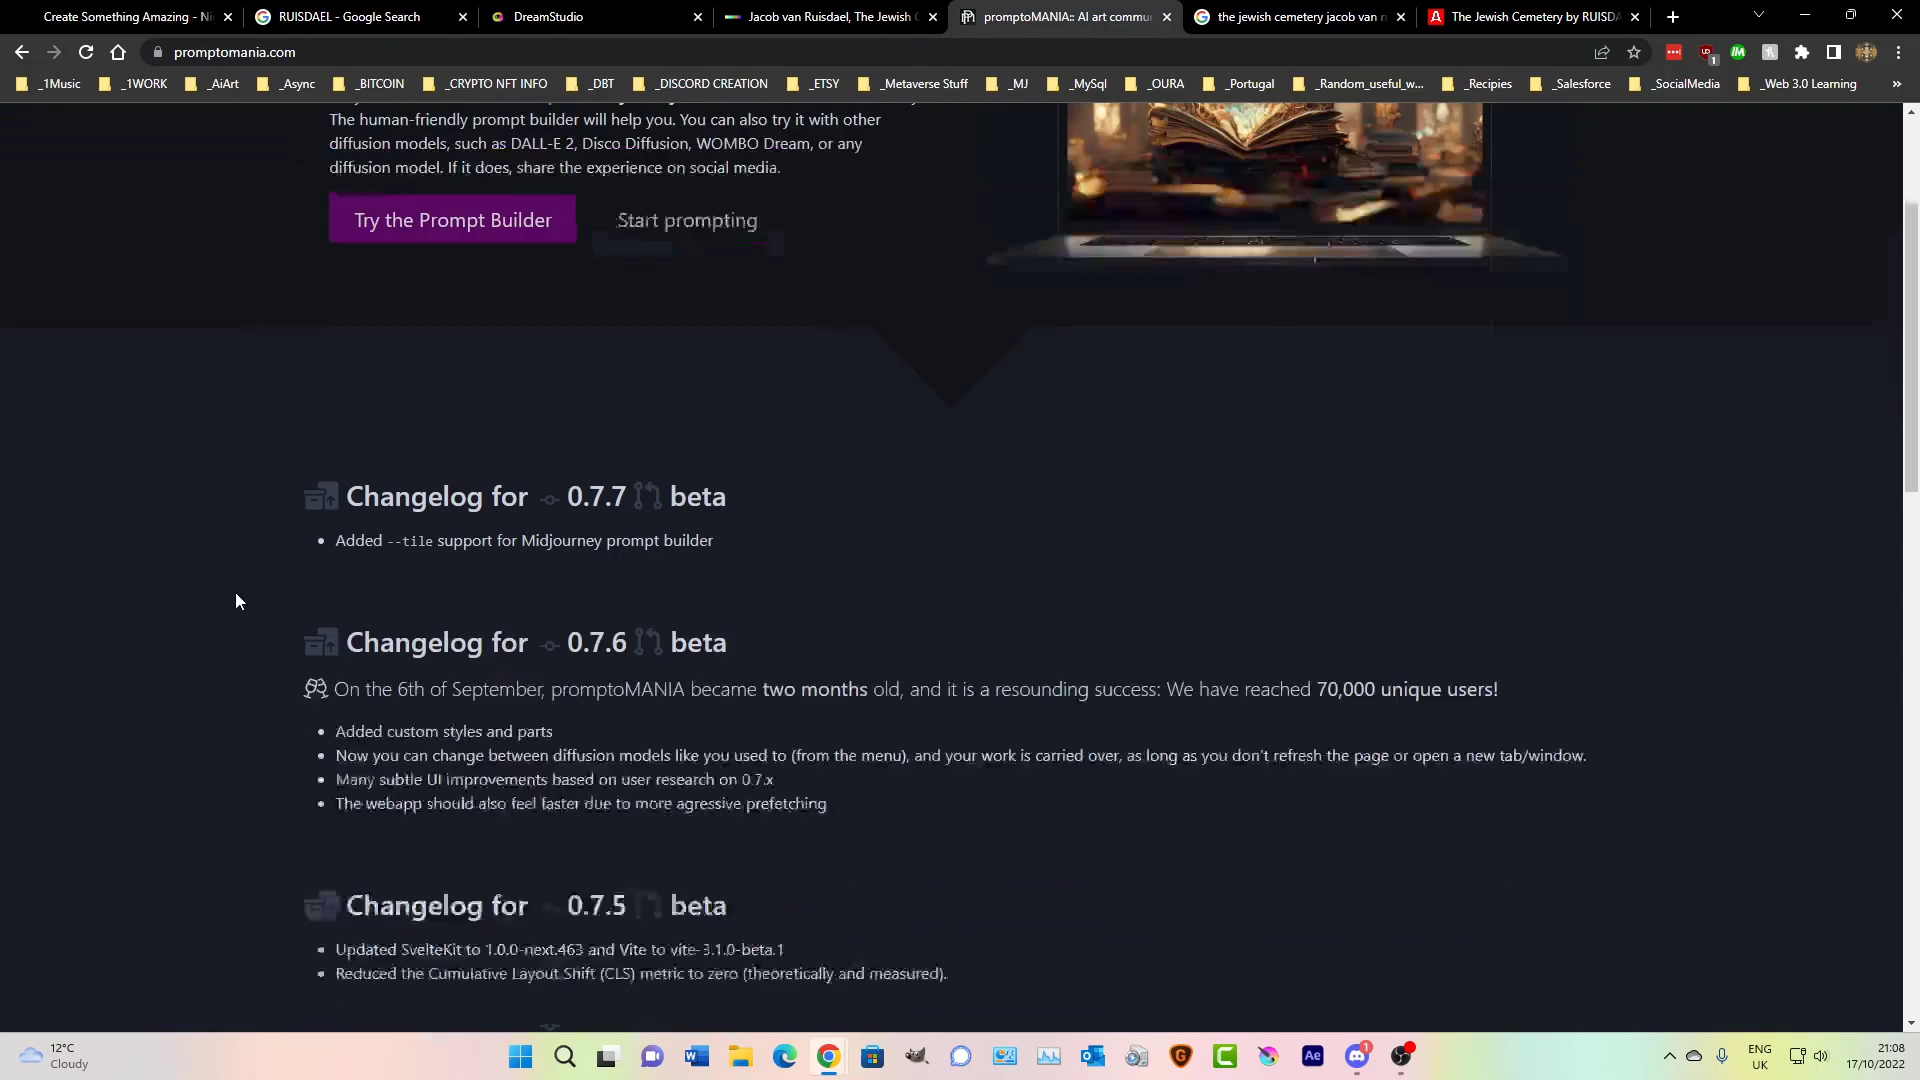 Create Something Amazing - Ni
RUISDAEL - Google Search
DreamStudio
Jacob van Ruisdael, The Jewish C
promptoMANIA:: AI art commu
the jewish cemetery jacob van r
The Jewish Cemetery by RUISDA
promptomania.com
_1Music
_1WORK
_AiArt
_Async
_BITCOIN
_CRYPTO NFT INFO
_DBT
_DISCORD CREATION
_ETSY
_Metaverse Stuff
_MJ
_MySql
_OURA
_Portugal
_Random_useful_w...
_Recipies
_Salesforce
_SocialMedia
_Web 3.0 Learning
»
The human-friendly prompt builder will help you. You can also try it with other
diffusion models, such as DALL-E 2, Disco Diffusion, WOMBO Dream, or any
diffusion model. If it does, share the experience on social media.
Try the Prompt Builder
Start prompting
Changelog for 0.7.7 beta
• Added --tile support for Midjourney prompt builder
Changelog for 0.7.6 beta
On the 6th of September, promptoMANIA became two months old, and it is a resounding success: We have reached 70,000 unique users!
• Added custom styles and parts
• Now you can change between diffusion models like you used to (from the menu), and your work is carried over, as long as you don't refresh the page or open a new tab/window.
• Many subtle UI improvements based on user research on 0.7.x
• The webapp should also feel faster due to more agressive prefetching
Changelog for 0.7.5 beta
• Updated SvelteKit to 1.0.0-next.463 and Vite to vite-3.1.0-beta.1
• Reduced the Cumulative Layout Shift (CLS) metric to zero (theoretically and measured).
12°C
Cloudy
Ae
1
ENG
UK
21:08
17/10/2022